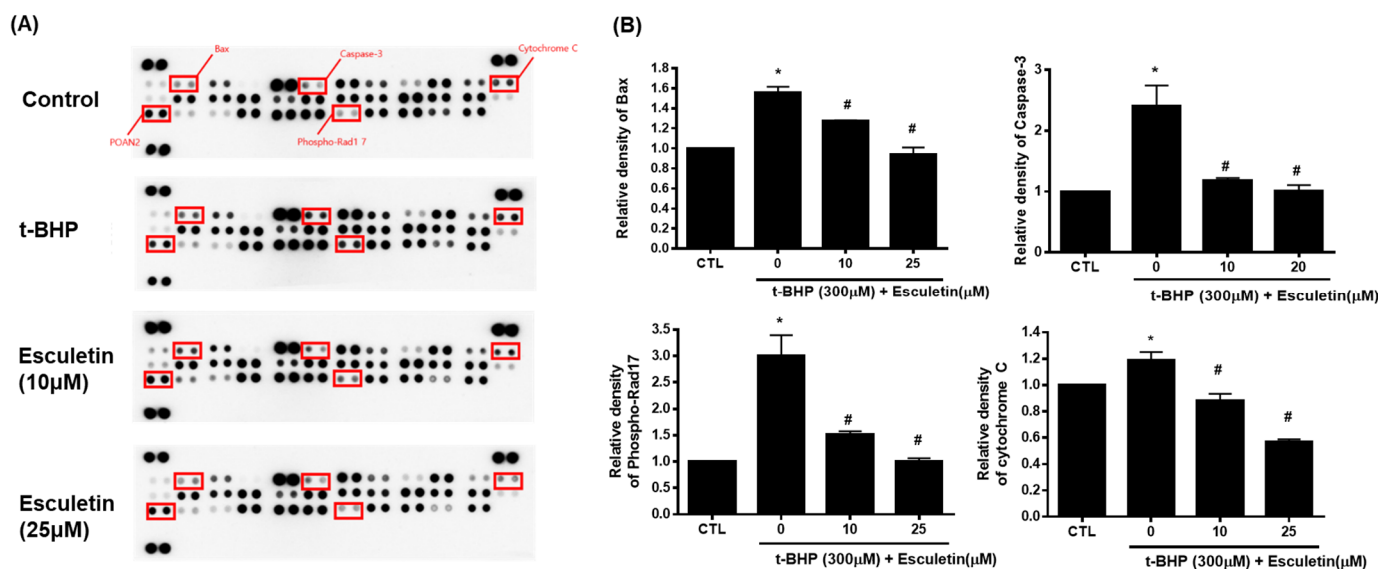 (A)
Bax
Caspase-3
Cytochrome C
Control
POAN2
Phospho-Rad1 7
t-BHP
Esculetin
(10μM)
Esculetin
(25μM)
(B)
Relative density of Bax
1.8
1.6
1.4
1.2
1.0
0.8
0.6
0.4
0.2
0.0
*
#
#
CTL
0
10
25
t-BHP (300μM) + Esculetin(μM)
Relative density of Caspase-3
3
2
1
0
*
#
#
CTL
0
10
20
t-BHP (300μM) + Esculetin(μM)
Relative density
of Phospho-Rad17
3.5
3.0
2.5
2.0
1.5
1.0
0.5
0.0
*
#
#
CTL
0
10
25
t-BHP (300μM) + Esculetin(μM)
Relative density
of cytochrome C
1.4
1.2
1.0
0.8
0.6
0.4
0.2
0.0
*
#
#
CTL
0
10
25
t-BHP (300μM) + Esculetin(μM)